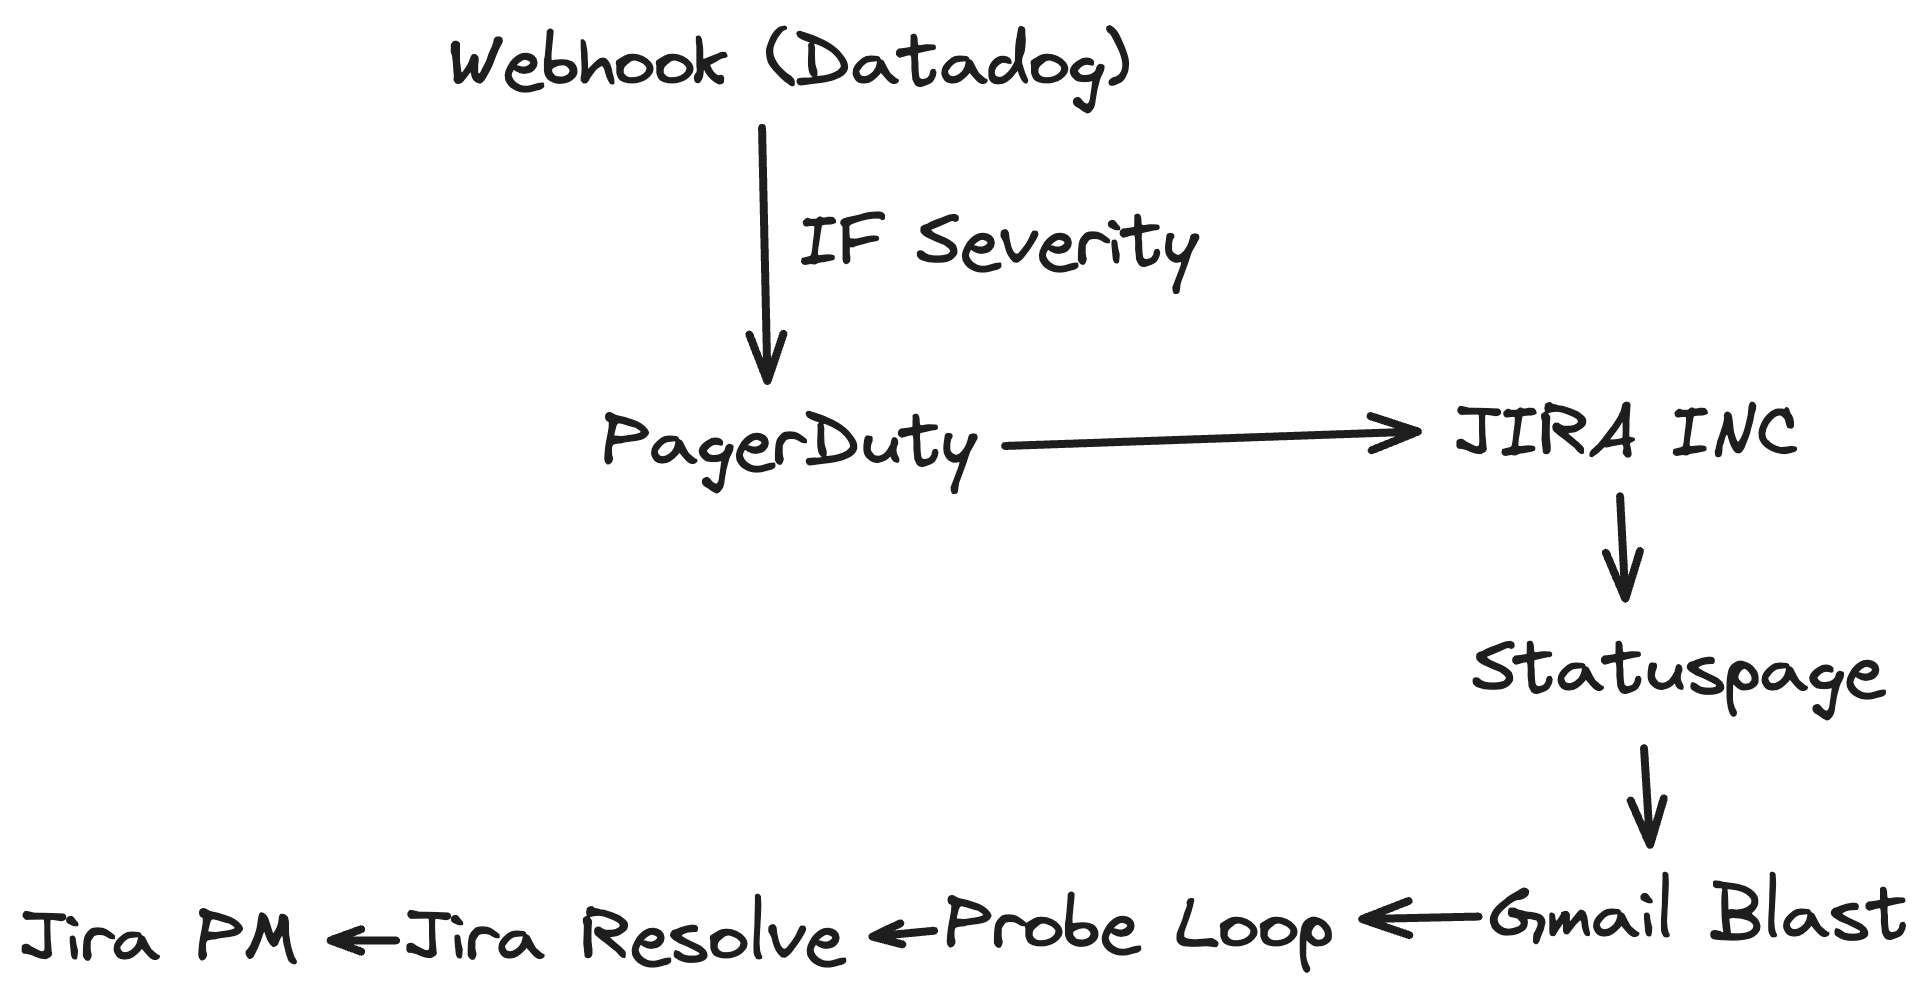 Webhook (Datadog)
IF Severity
PagerDuty
JIRA INC
Statuspage
Gmail Blast
Probe Loop
Jira Resolve
Jira PM